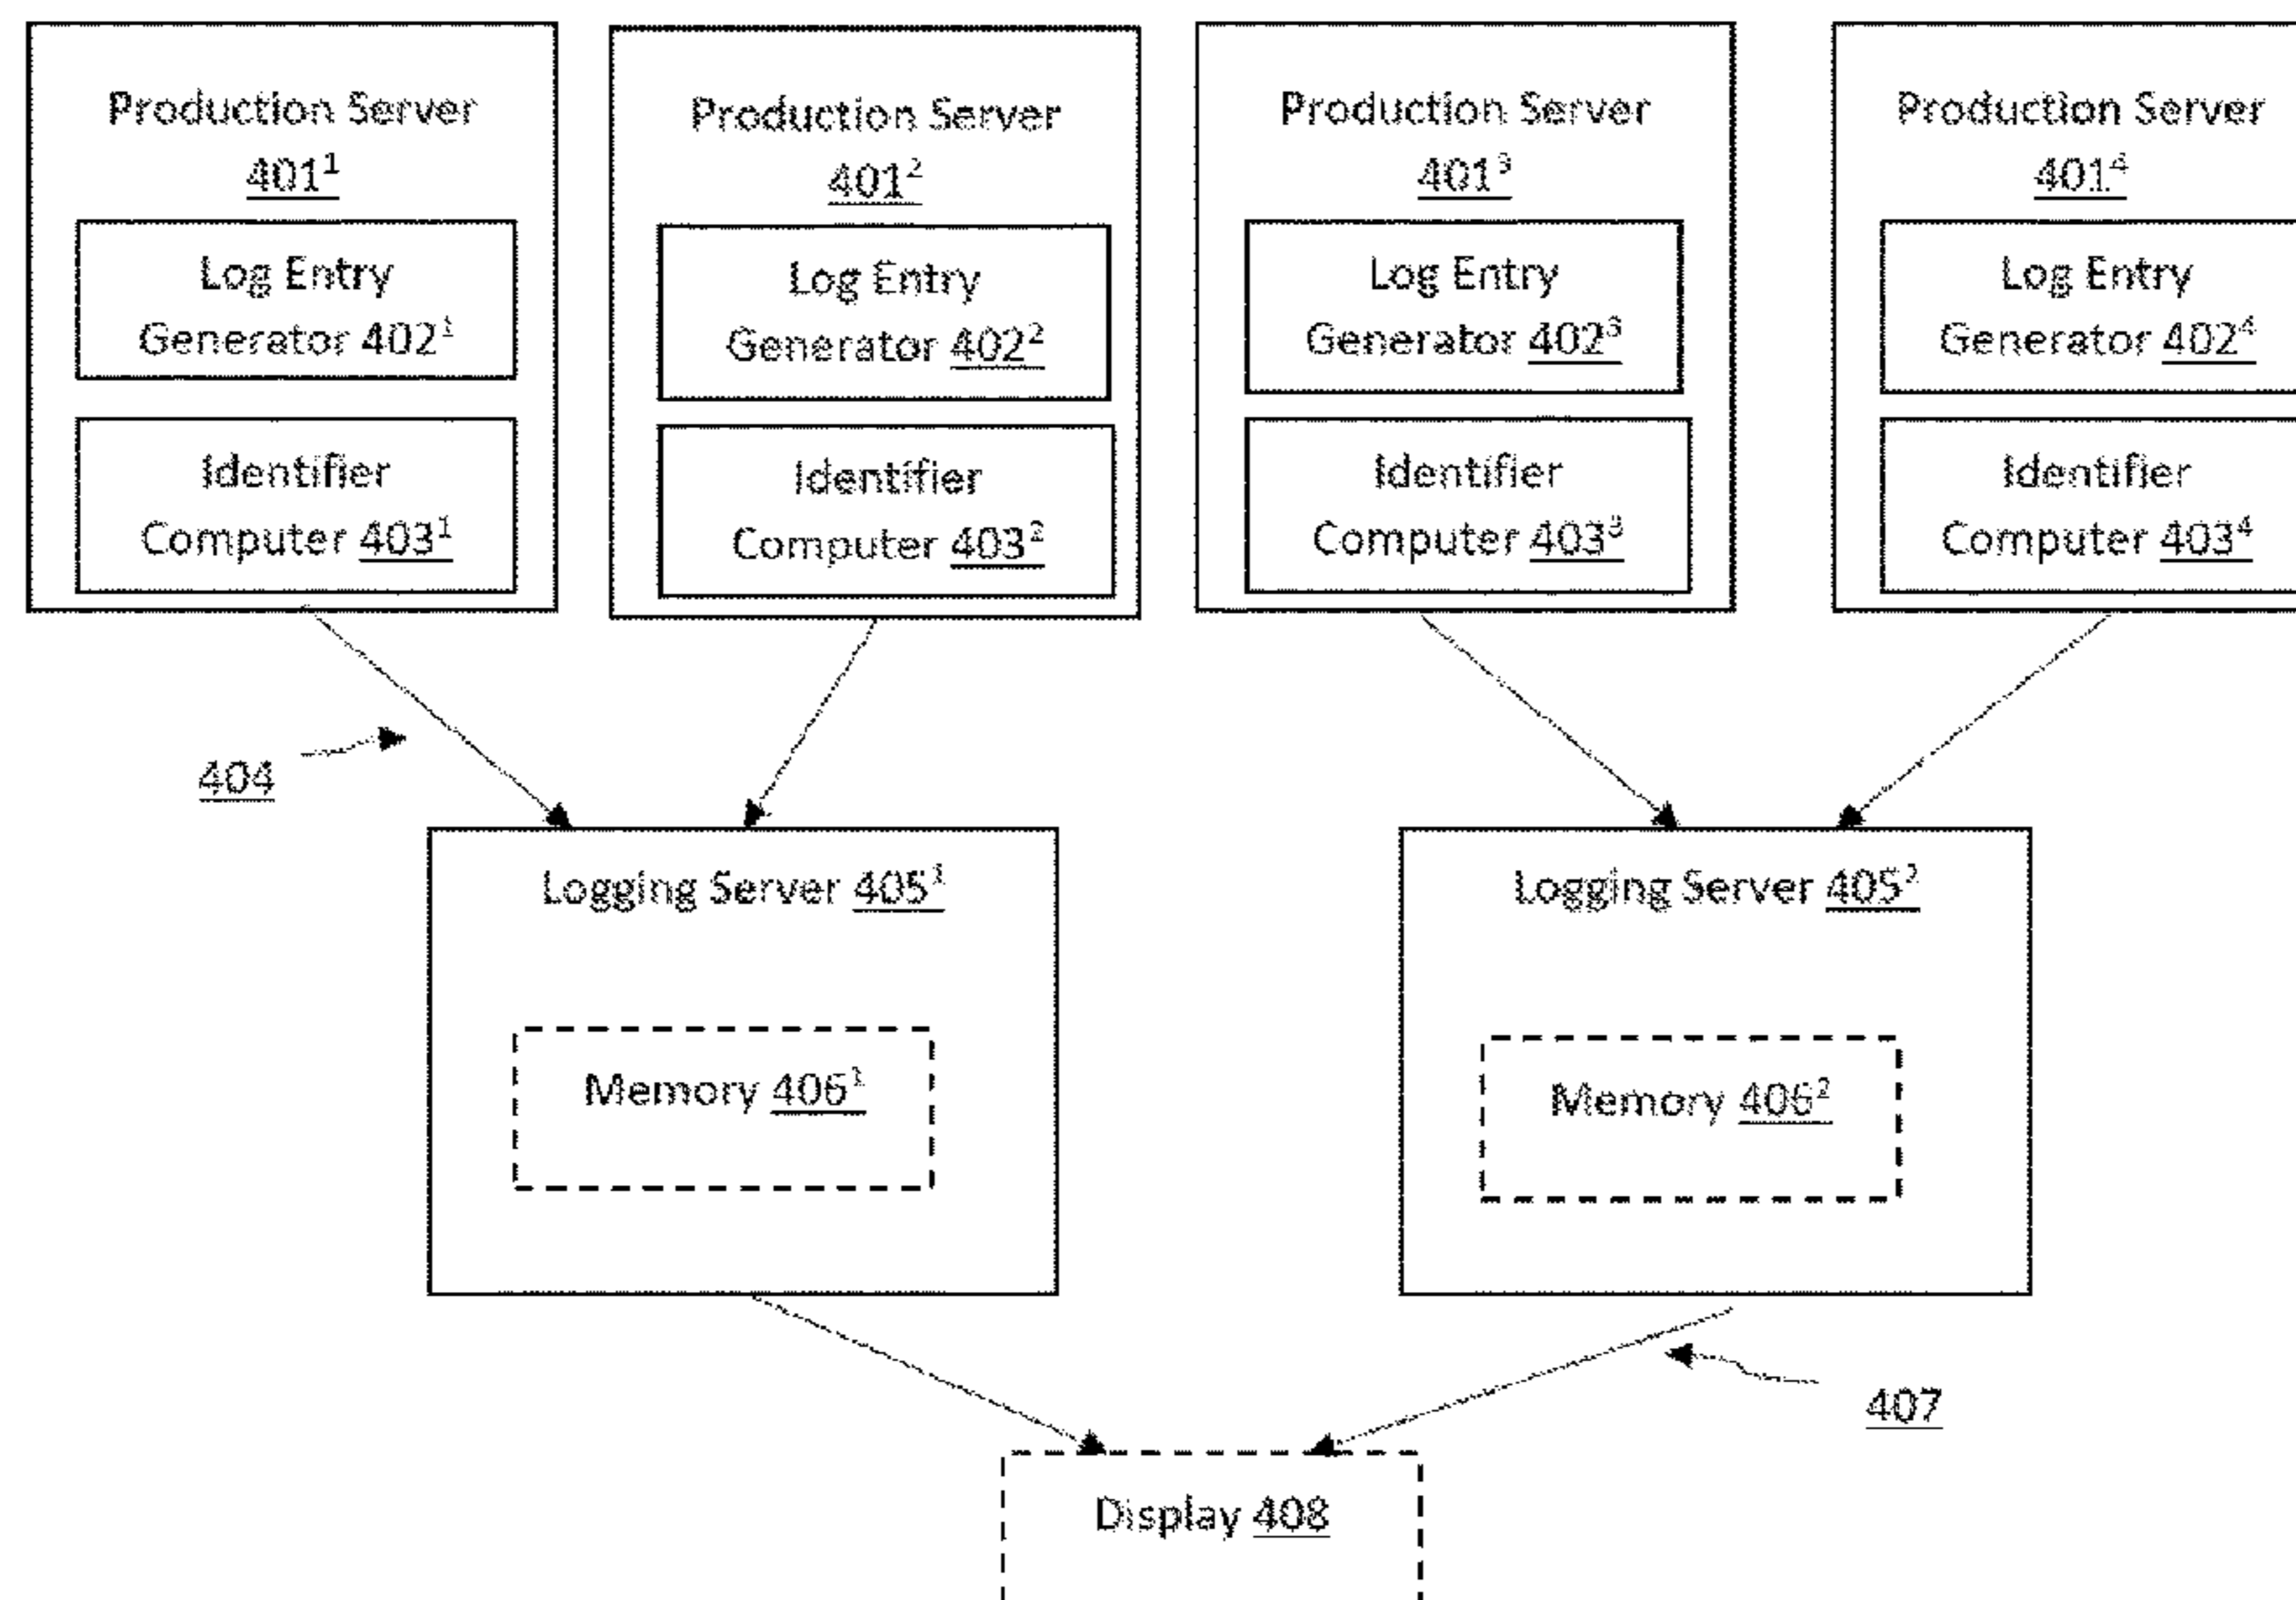 Production Server
401¹
Log Entry
Generator 402¹
Identifier
Computer 403¹
Production Server
401²
Log Entry
Generator 402²
Identifier
Computer 403²
Production Server
401³
Log Entry
Generator 402³
Identifier
Computer 403³
Production Server
401⁴
Log Entry
Generator 402⁴
Identifier
Computer 403⁴
404
Logging Server 405¹
Memory 406¹
Logging Server 405²
Memory 406²
407
Display 408